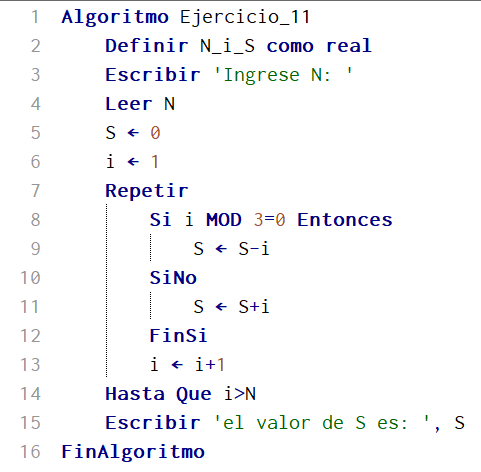 1 Algoritmo Ejercicio_11
2 Definir N_i_S como real
3 Escribir 'Ingrese N: '
4 Leer N
5 S ← 0
6 i ← 1
7 Repetir
8 Si i MOD 3=0 Entonces
9 S ← S-i
10 SiNo
11 S ← S+i
12 FinSi
13 i ← i+1
14 Hasta Que i>N
15 Escribir 'el valor de S es: ', S
16 FinAlgoritmo